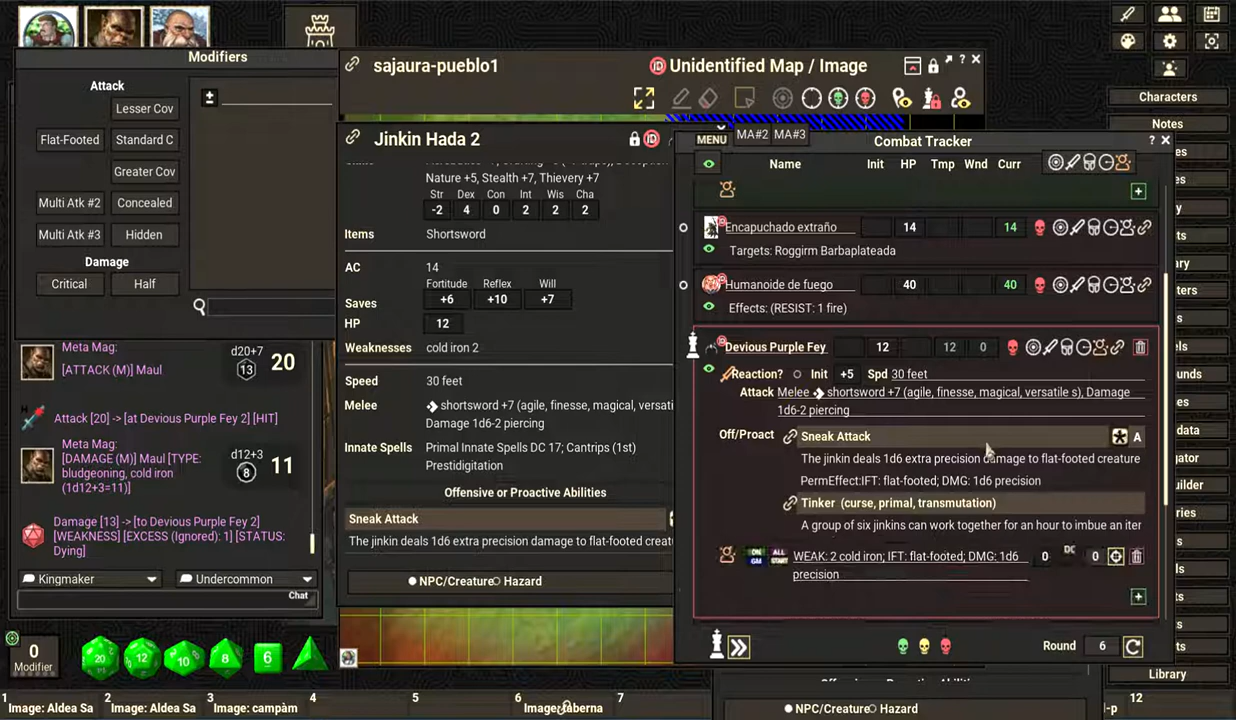 Modifiers
Attack
Lesser Cov
Flat-Footed
Standard C
Greater Cov
Multi Atk #2
Concealed
Multi Atk #3
Hidden
Damage
Critical
Half
Meta Mag:
[ATTACK (M)] Maul
d20+7
13
20
Attack [20] -> [at Devious Purple Fey 2]
[HIT]
Meta Mag:
[DAMAGE (M)] Maul [TYPE:
bludgeoning, cold iron
(1d12+3=11)]
d12+3
8
11
Damage [13] -> [to Devious Purple Fey 2]
[WEAKNESS] [EXCESS (Ignored): 1] [STATUS:
Dying]
Kingmaker
Undercommon
Chat
0
Modifier
20
12
10
8
6
sajaura-pueblo1
ID Unidentified Map / Image
? X
Jinkin Hada 2
ID
Nature +5, Stealth +7, Thievery +7
Str Dex Con Int Wis Cha
-2 4 0 2 2 2
Items Shortsword
AC 14
Fortitude Reflex Will
Saves +6 +10 +7
HP 12
Weaknesses cold iron 2
Speed 30 feet
Melee shortsword +7 (agile, finesse, magical, versati
Damage 1d6-2 piercing
Innate Spells Primal Innate Spells DC 17; Cantrips (1st)
Prestidigitation
Offensive or Proactive Abilities
Sneak Attack
The jinkin deals 1d6 extra precision damage to flat-footed creatu
NPC/Creature Hazard
MENU MA#2 MA#3
Combat Tracker
? X
Name Init HP Tmp Wnd Curr
Encapuchado extraño 14 14
Targets: Roggirm Barbaplateada
Humanoide de fuego 40 40
Effects: (RESIST: 1 fire)
Devious Purple Fey 12 12 0
Reaction? Init +5 Spd 30 feet
Attack Melee shortsword +7 (agile, finesse, magical, versatile s), Damage
1d6-2 piercing
Off/Proact Sneak Attack A
The jinkin deals 1d6 extra precision damage to flat-footed creature
PermEffect:IFT: flat-footed; DMG: 1d6 precision
Tinker (curse, primal, transmutation)
A group of six jinkins can work together for an hour to imbue an iter
ON GM ALL START WEAK: 2 cold iron; IFT: flat-footed; DMG: 1d6 0 DC 0
precision
Round 6
Characters
Notes
Library
NPC/Creature Hazard
1 Image: Aldea Sa
2 Image: Aldea Sa
3 Image: campàm
4
5
6
7
12